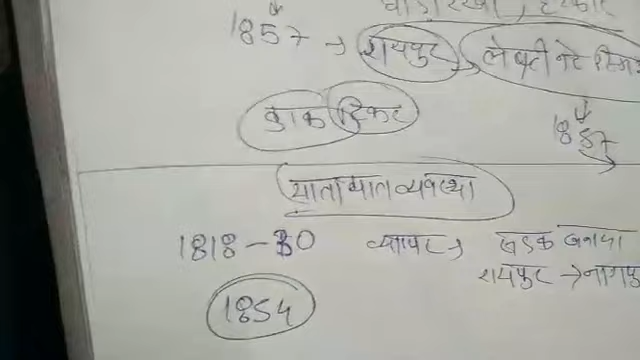 1857 → रायपुर → लेफ्टीनेंट स्मिथ
डाक टिकट
1857
यातायात व्यवस्था
1818 - 30 व्यापार → सड़क बनाया
रायपुर → नागपु
1854